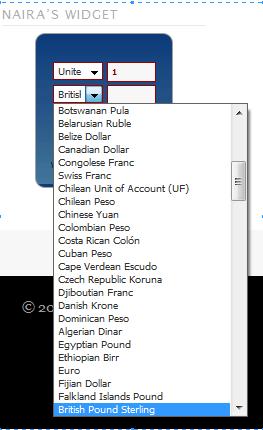 NAIRA'S WIDGET
Unite 1
Britisl
Botswanan Pula
Belarusian Ruble
Belize Dollar
Canadian Dollar
Congolese Franc
Swiss Franc
Chilean Unit of Account (UF)
Chilean Peso
Chinese Yuan
Colombian Peso
Costa Rican Colón
Cuban Peso
Cape Verdean Escudo
Czech Republic Koruna
Djiboutian Franc
Danish Krone
Dominican Peso
Algerian Dinar
Egyptian Pound
Ethiopian Birr
Euro
Fijian Dollar
Falkland Islands Pound
British Pound Sterling
©